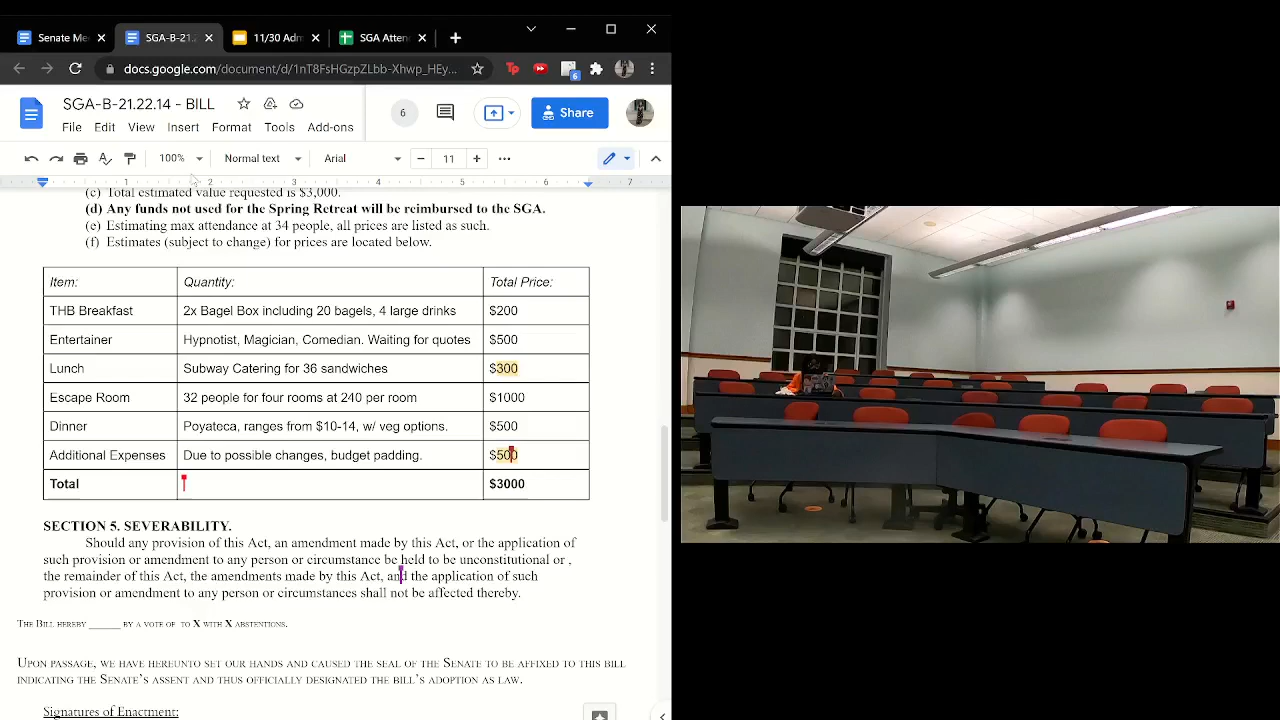 Senate Me
SGA-B-21.
11/30 Adm
SGA Atten
docs.google.com/document/d/1nT8FsHGzpZLbb-Xhwp_HEy...
6
SGA-B-21.22.14 - BILL
File Edit View Insert Format Tools Add-ons
6
Share
100% Normal text Arial 11
1 2 3 4 5 6 7
(c) Total estimated value requested is $3,000.
(d) Any funds not used for the Spring Retreat will be reimbursed to the SGA.
(e) Estimating max attendance at 34 people, all prices are listed as such.
(f) Estimates (subject to change) for prices are located below.
Item: Quantity: Total Price:
THB Breakfast 2x Bagel Box including 20 bagels, 4 large drinks $200
Entertainer Hypnotist, Magician, Comedian. Waiting for quotes $500
Lunch Subway Catering for 36 sandwiches $300
Escape 32 people for four rooms at 240 per room $1000
Dinner Poyateca, ranges from $10-14, w/ veg options. $500
Additional Expenses Due to possible changes, budget padding. $500
Total $3000
SECTION 5. SEVERABILITY.
Should any provision of this Act, an amendment made by this Act, or the application of
such provision or amendment to any person or circumstance be held to be unconstitutional or ,
the remainder of this Act, the amendments made by this Act, and the application of such
provision or amendment to any person or circumstances shall not be affected thereby.
THE BILL HEREBY ______ BY A VOTE OF TO X WITH X ABSTENTIONS.
UPON PASSAGE, WE HAVE HEREUNTO SET OUR HANDS AND CAUSED THE SEAL OF THE SENATE TO BE AFFIXED TO THIS BILL
INDICATING THE SENATE'S ASSENT AND THUS OFFICIALLY DESIGNATED THE BILL'S ADOPTION AS LAW.
Signatures of Enactment: